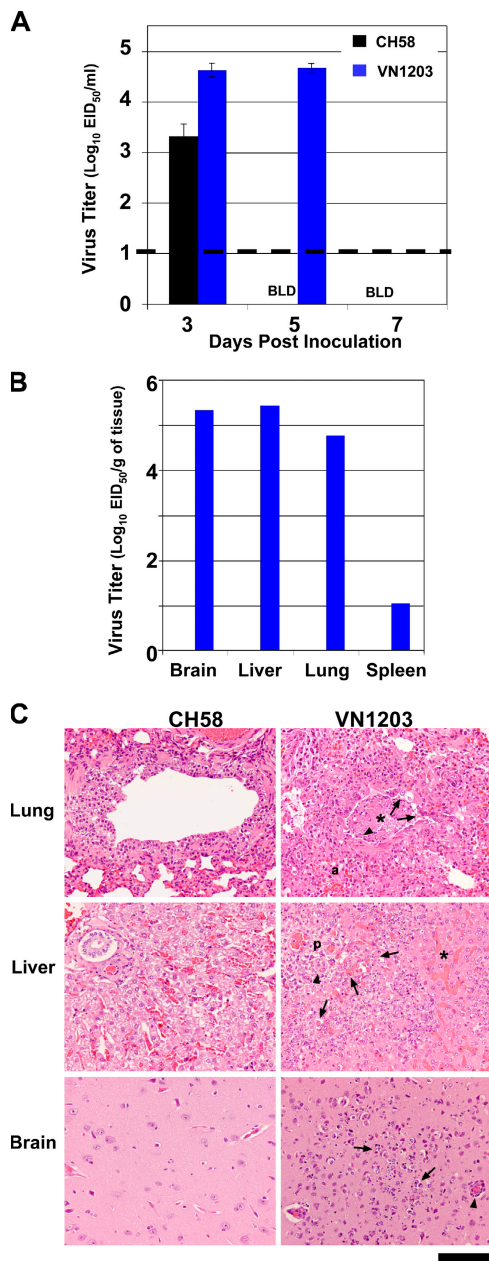 A
CH58
VN1203
Virus Titer (Log10 EID50/ml)
5
4
3
2
1
0
BLD
BLD
3
5
7
Days Post Inoculation
B
Virus Titer (Log10 EID50/g of tissue)
6
4
2
0
Brain
Liver
Lung
Spleen
C
CH58
VN1203
Lung
*
a
Liver
p
*
Brain